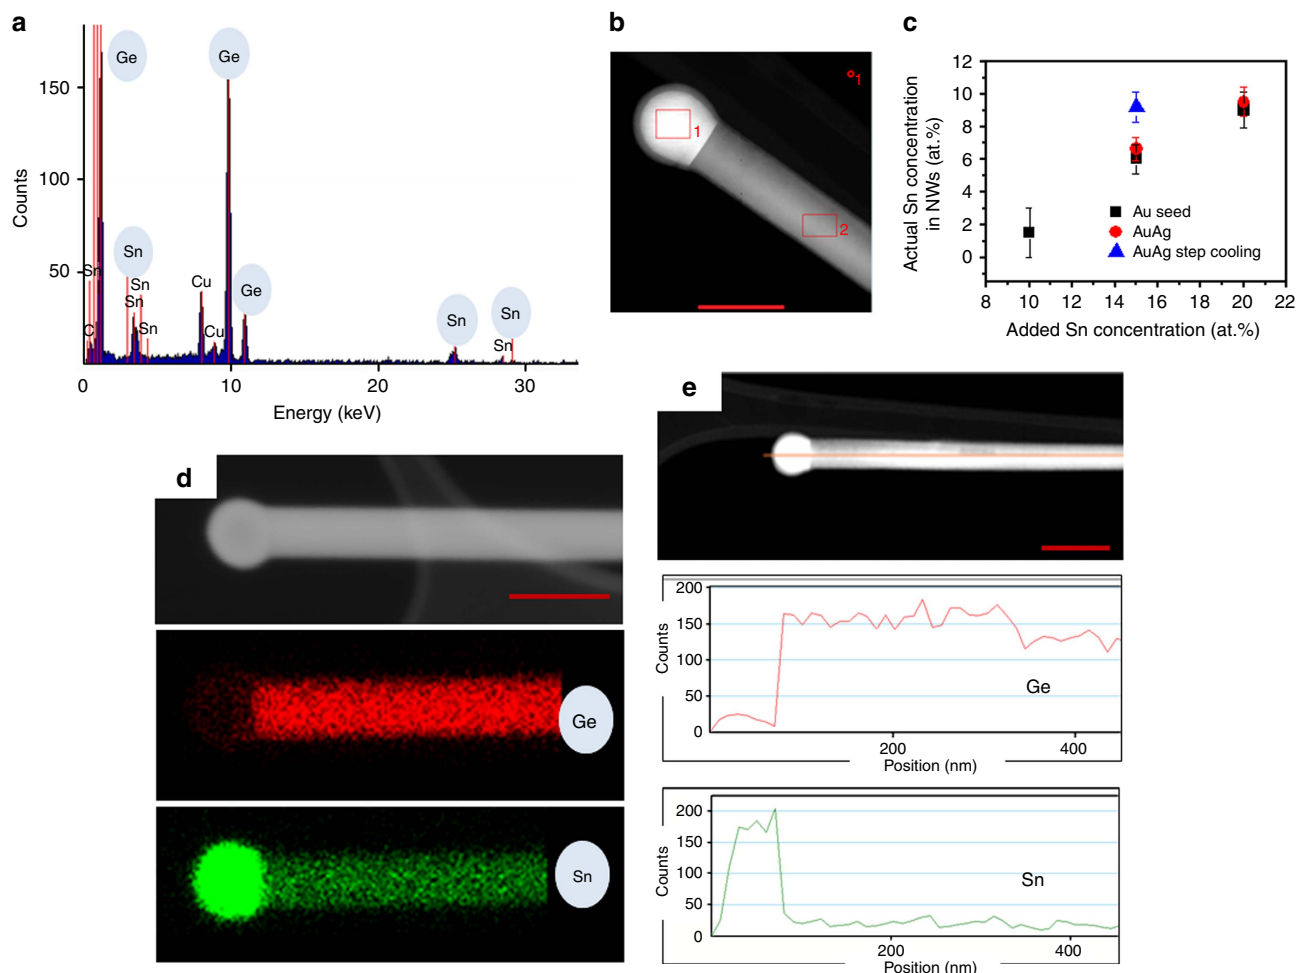 a
Counts
150
100
50
0
10
20
30
Energy (keV)
Ge
Ge
Ge
Sn
Sn
Sn
Sn
Sn
C
Cu
Cu
Sn
Sn
Sn
b
1
1
2
c
Actual Sn concentration
in NWs (at.%)
12
10
8
6
4
2
0
8
10
12
14
16
18
20
22
Added Sn concentration (at.%)
Au seed
AuAg
AuAg step cooling
d
Ge
Sn
e
Counts
200
150
100
50
0
200
400
Position (nm)
Ge
Counts
200
150
100
50
0
200
400
Position (nm)
Sn